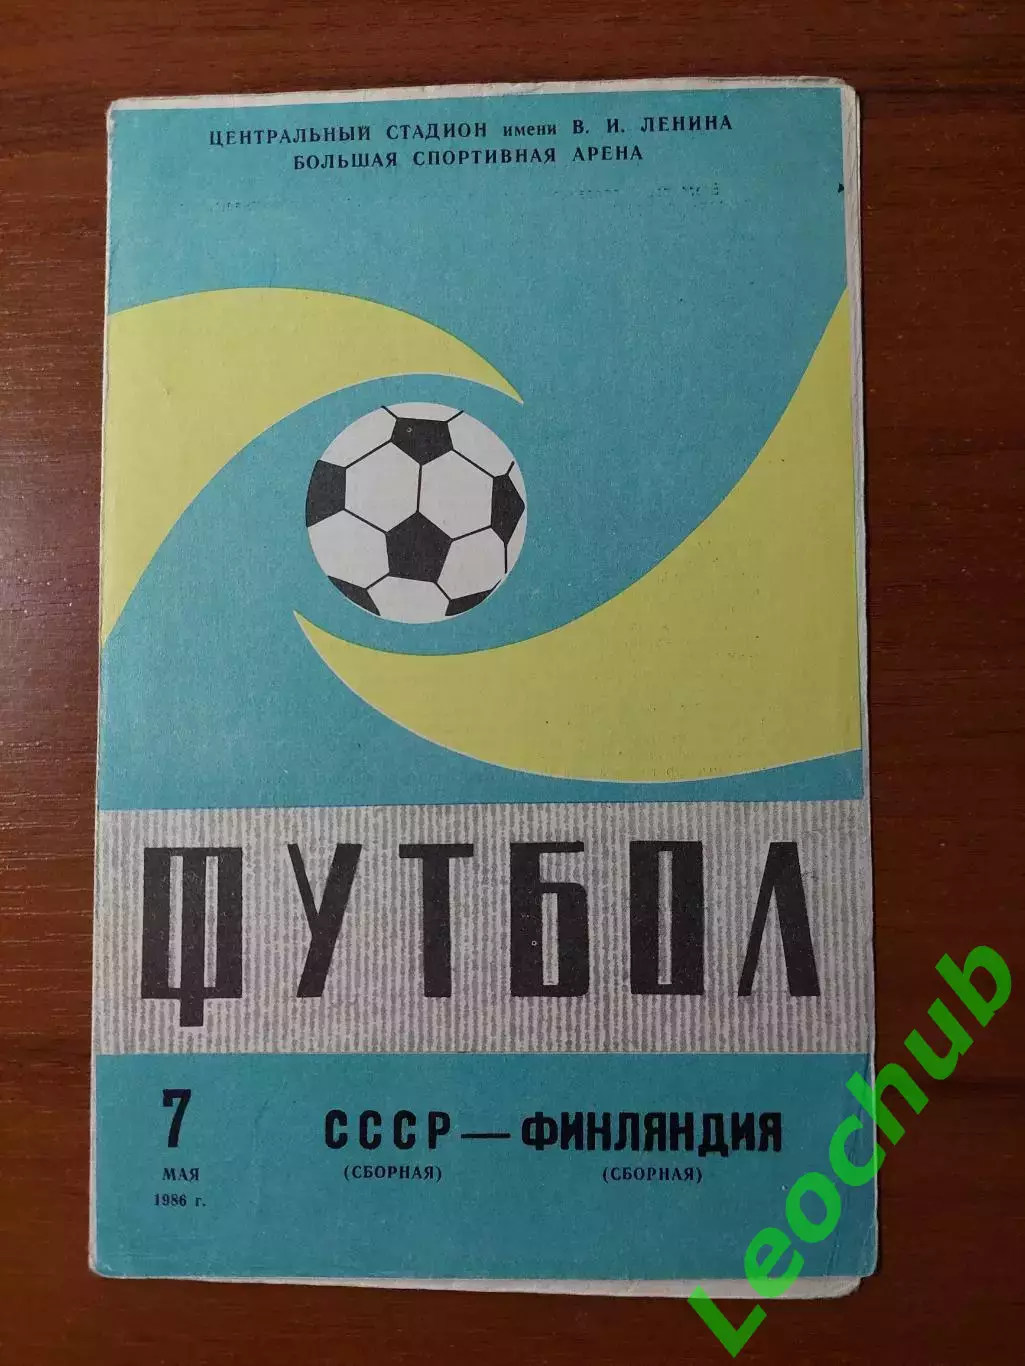 ЦЕНТРАЛЬНЫЙ СТАДИОН имени В. И. ЛЕНИНА
БОЛЬШАЯ СПОРТИВНАЯ АРЕНА
ФУТБОЛ
7
МАЯ
1986 г.
СССР — ФИНЛЯНДИЯ
(СБОРНАЯ) (СБОРНАЯ)
Leochub